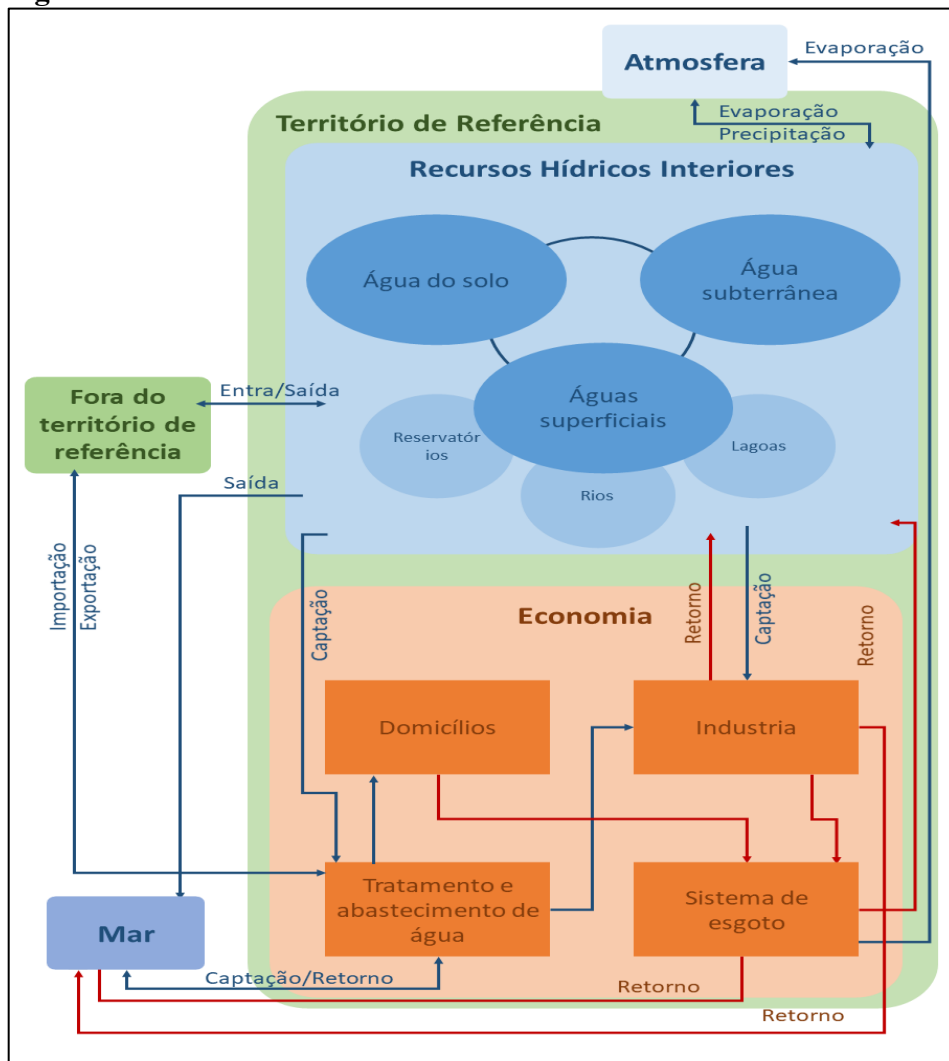 Evaporação
Atmosfera
Evaporação
Precipitação
Território de Referência
Recursos Hídricos Interiores
Água do solo
Água
subterrânea
Águas
superficiais
Reservatór
ios
Lagoas
Rios
Entra/Saída
Fora do
território de
referência
Saída
Importação
Exportação
Captação
Economia
Retorno
Captação
Retorno
Domicílios
Industria
Tratamento e
abastecimento de
água
Sistema de
esgoto
Mar
Captação/Retorno
Retorno
Retorno